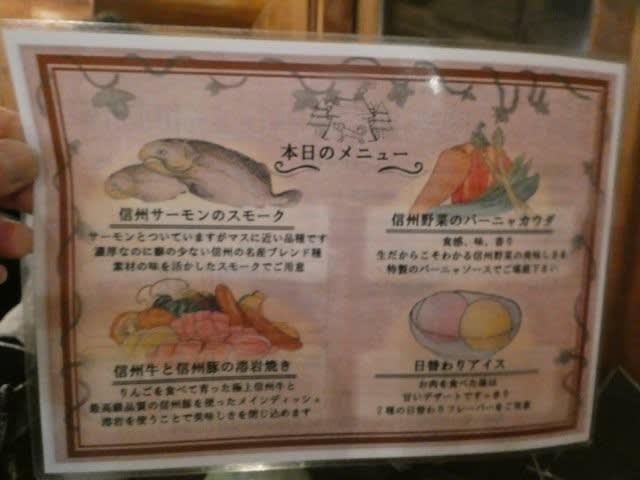 本日のメニュー
信州サーモンのスモーク
サーモンとついていますがマスに近い品種です
濃厚なのに癖の少ない信州の名産ブレンド種
素材の味を活かしたスモークでご用意
信州野菜のバーニャカウダ
食感、味、香り
生だからこそわかる信州野菜の美味しさを
特製のバーニャソースでご堪能下さい
信州牛と信州豚の溶岩焼き
りんごを食べて育った極上信州牛と
最高級品質の信州豚を使ったメインディッシュ
溶岩を使うことで美味しさを閉じ込めます
日替わりアイス
お肉を食べた後は
甘いデザートですっきり
2種の日替わりフレーバーをご用意